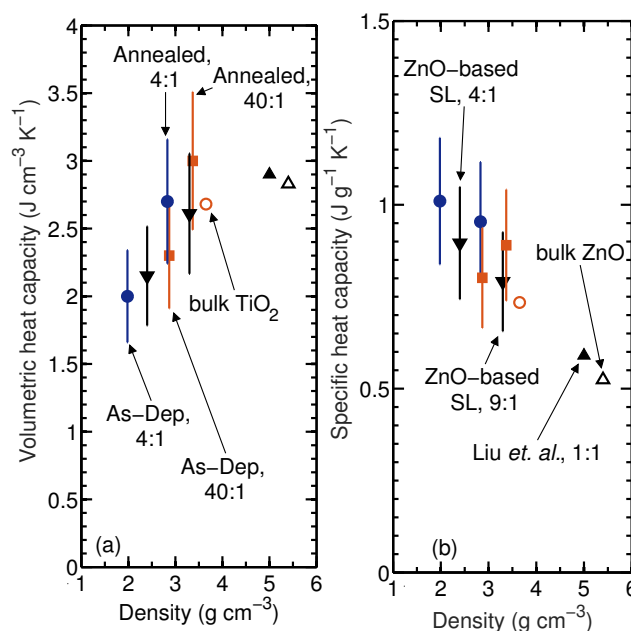 4
3.5
3
2.5
2
1.5
1
0.5
0
Volumetric heat capacity (J cm−3 K−1)
Annealed,
4:1
Annealed,
40:1
bulk TiO2
As−Dep,
4:1
As−Dep,
40:1
(a)
1 2 3 4 5 6
Density (g cm−3)
1.5
1
0.5
0
Specific heat capacity (J g−1 K−1)
ZnO−based
SL, 4:1
bulk ZnO
ZnO−based
SL, 9:1
Liu et. al., 1:1
(b)
1 2 3 4 5 6
Density (g cm−3)